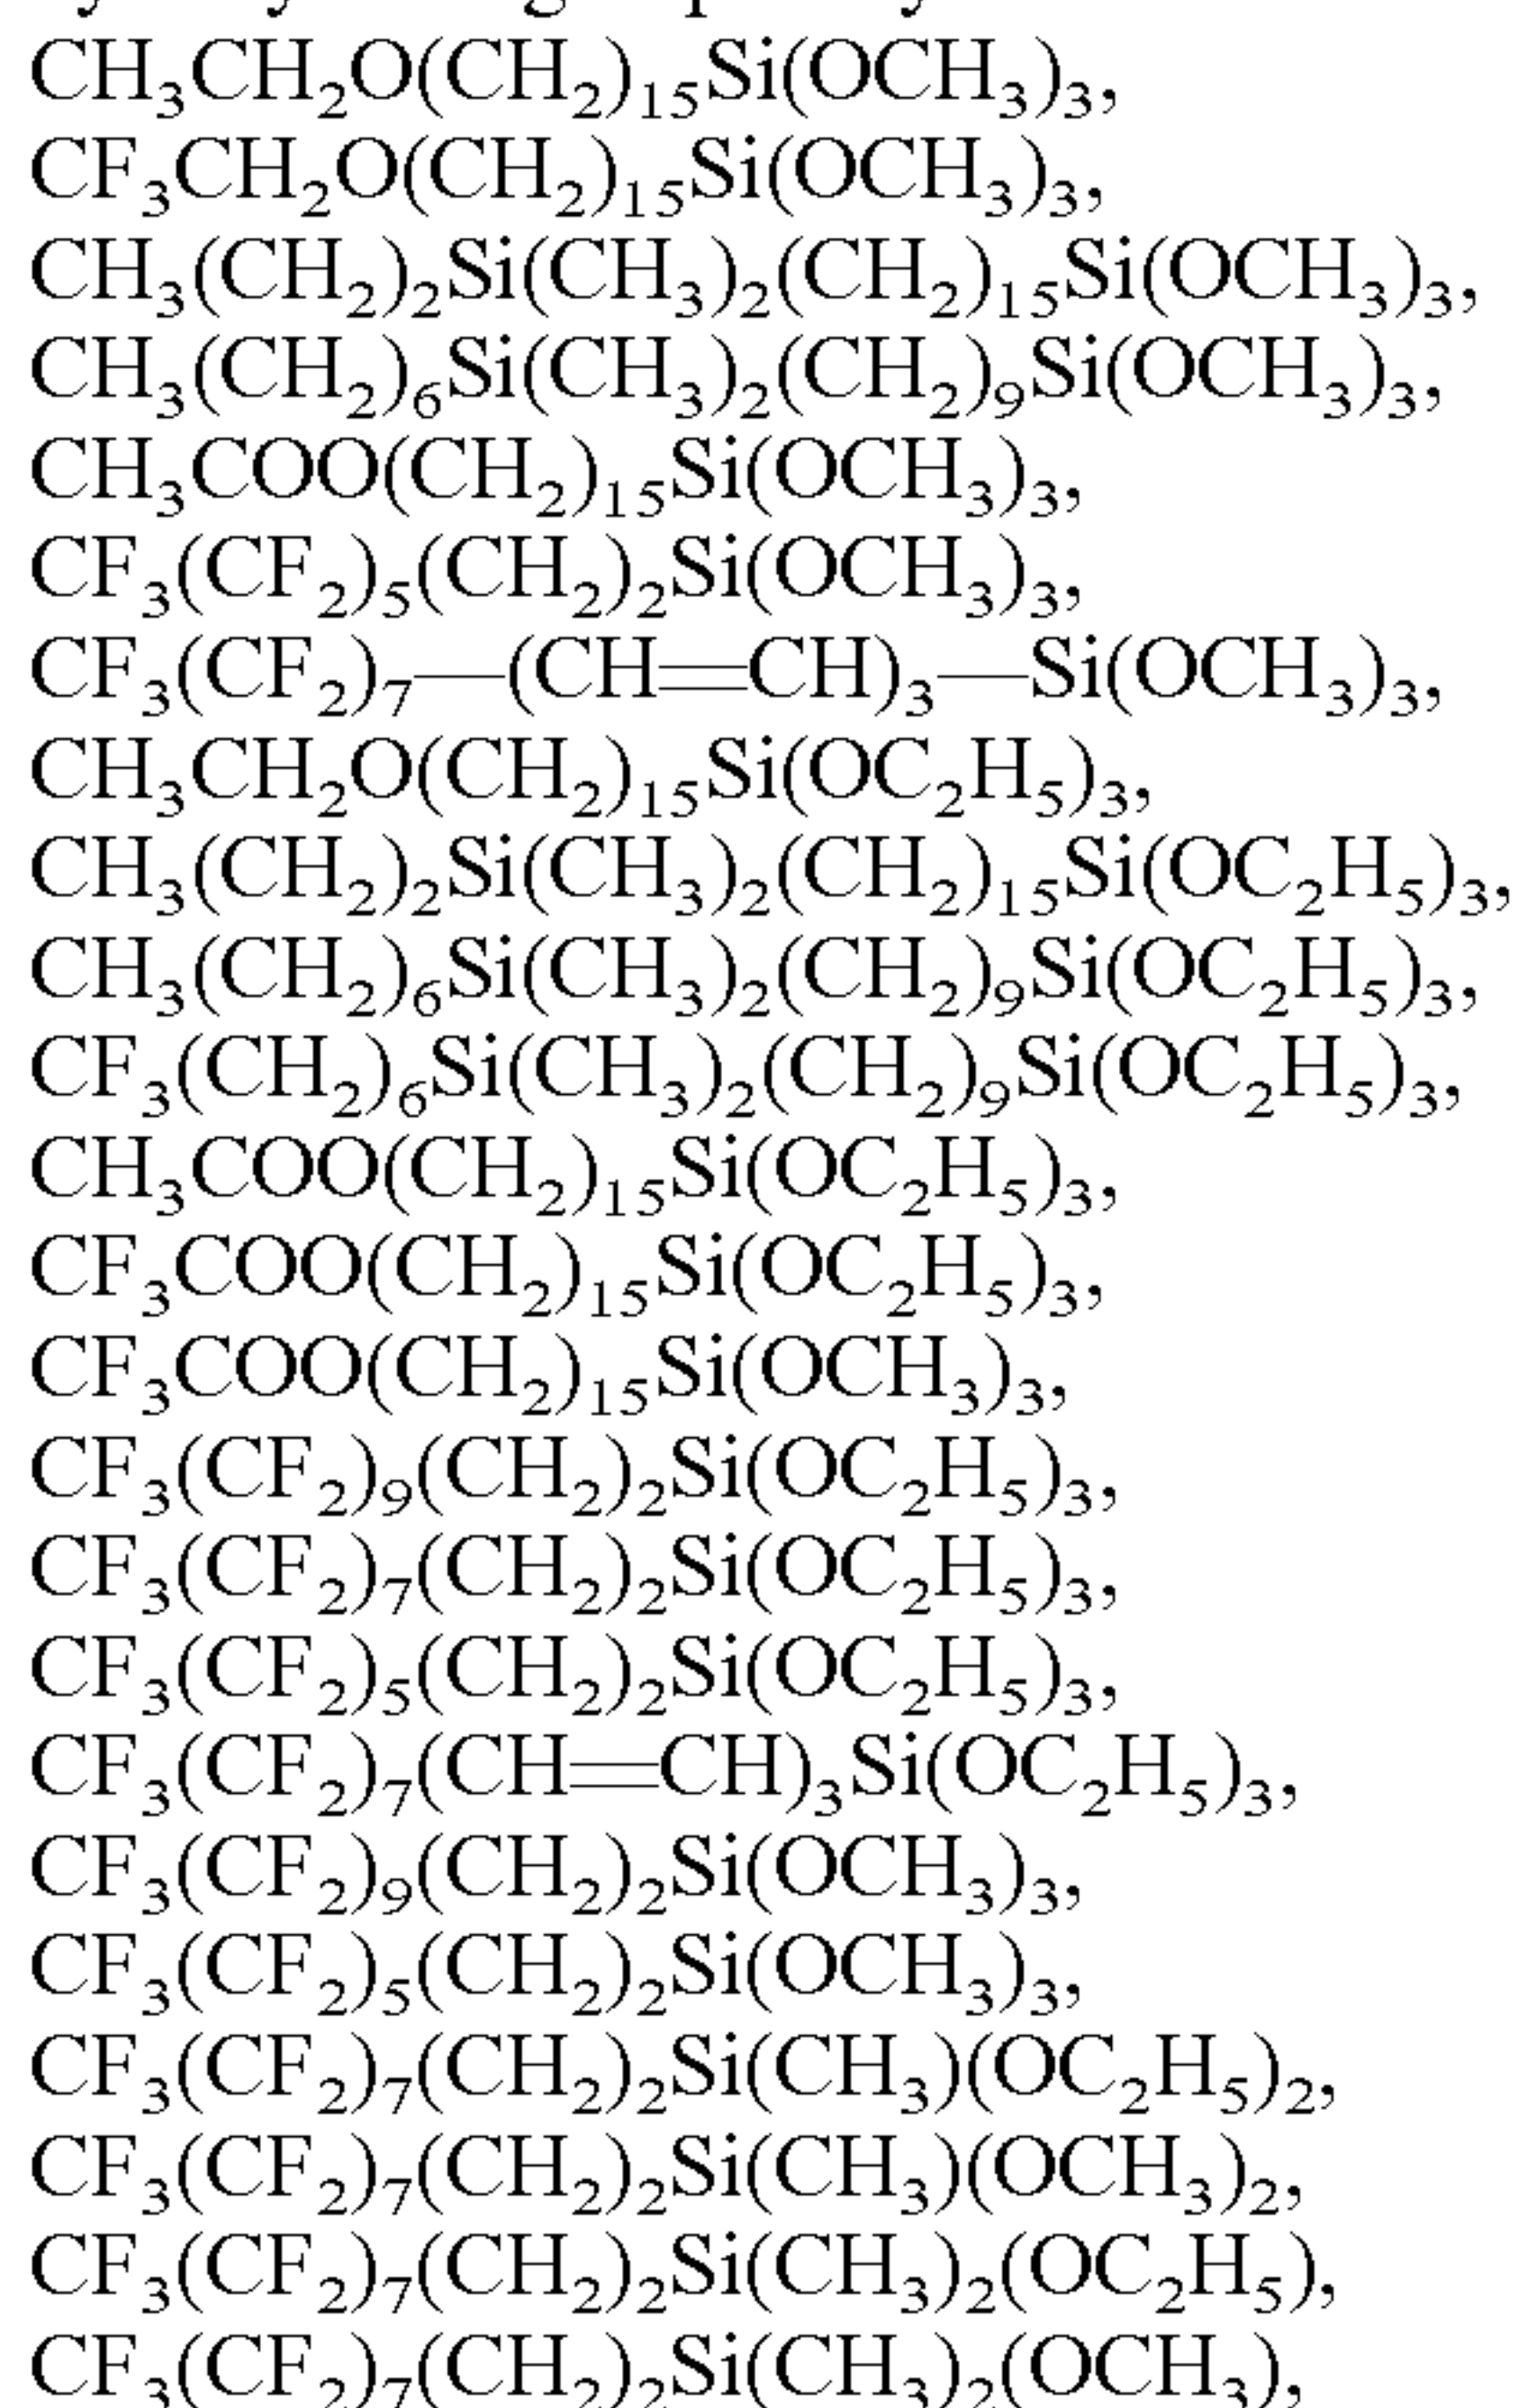 CH₃CH₂O(CH₂)₁₅Si(OCH₃)₃,
CF₃CH₂O(CH₂)₁₅Si(OCH₃)₃,
CH₃(CH₂)₂Si(CH₃)₂(CH₂)₁₅Si(OCH₃)₃,
CH₃(CH₂)₆Si(CH₃)₂(CH₂)₉Si(OCH₃)₃,
CH₃COO(CH₂)₁₅Si(OCH₃)₃,
CF₃(CF₂)₅(CH₂)₂Si(OCH₃)₃,
CF₃(CF₂)₇—(CH═CH)₃—Si(OCH₃)₃,
CH₃CH₂O(CH₂)₁₅Si(OC₂H₅)₃,
CH₃(CH₂)₂Si(CH₃)₂(CH₂)₁₅Si(OC₂H₅)₃,
CH₃(CH₂)₆Si(CH₃)₂(CH₂)₉Si(OC₂H₅)₃,
CF₃(CH₂)₆Si(CH₃)₂(CH₂)₉Si(OC₂H₅)₃,
CH₃COO(CH₂)₁₅Si(OC₂H₅)₃,
CF₃COO(CH₂)₁₅Si(OC₂H₅)₃,
CF₃COO(CH₂)₁₅Si(OCH₃)₃,
CF₃(CF₂)₉(CH₂)₂Si(OC₂H₅)₃,
CF₃(CF₂)₇(CH₂)₂Si(OC₂H₅)₃,
CF₃(CF₂)₅(CH₂)₂Si(OC₂H₅)₃,
CF₃(CF₂)₇(CH═CH)₃Si(OC₂H₅)₃,
CF₃(CF₂)₉(CH₂)₂Si(OCH₃)₃,
CF₃(CF₂)₅(CH₂)₂Si(OCH₃)₃,
CF₃(CF₂)₇(CH₂)₂Si(CH₃)(OC₂H₅)₂,
CF₃(CF₂)₇(CH₂)₂Si(CH₃)(OCH₃)₂,
CF₃(CF₂)₇(CH₂)₂Si(CH₃)₂(OC₂H₅),
CF₃(CF₂)₇(CH₂)₂Si(CH₃)₂(OCH₃),